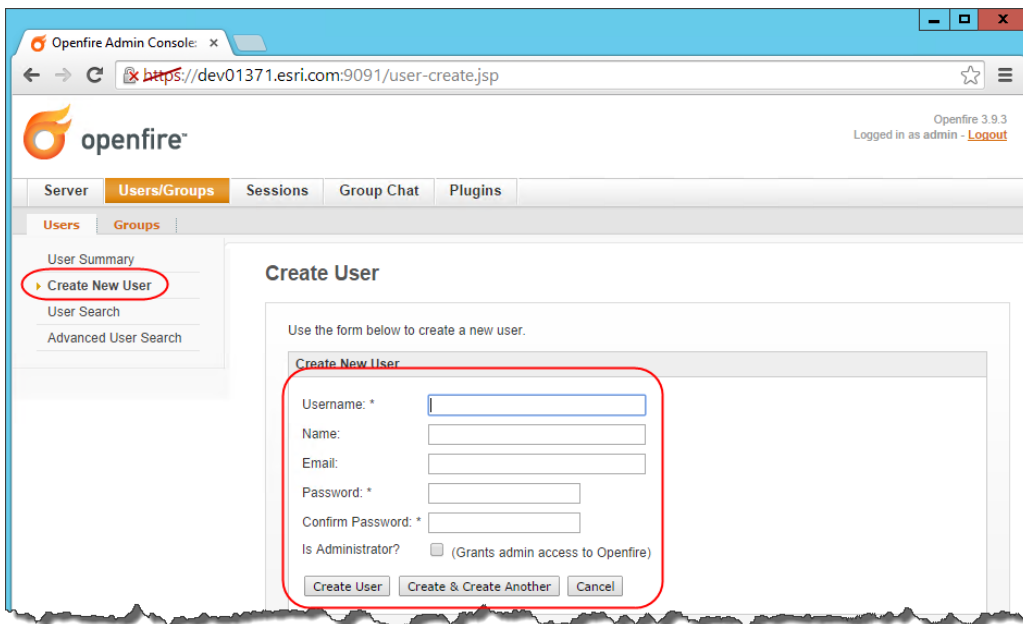 Openfire Admin Console:
https://dev01371.esri.com:9091/user-create.jsp
openfire™
Openfire 3.9.3
Logged in as admin - Logout
Server Users/Groups Sessions Group Chat Plugins
Users Groups
User Summary
Create New User
User Search
Advanced User Search
Create User
Use the form below to create a new user.
Create New User
Username: *
Name:
Email:
Password: *
Confirm Password: *
Is Administrator? (Grants admin access to Openfire)
Create User Create & Create Another Cancel